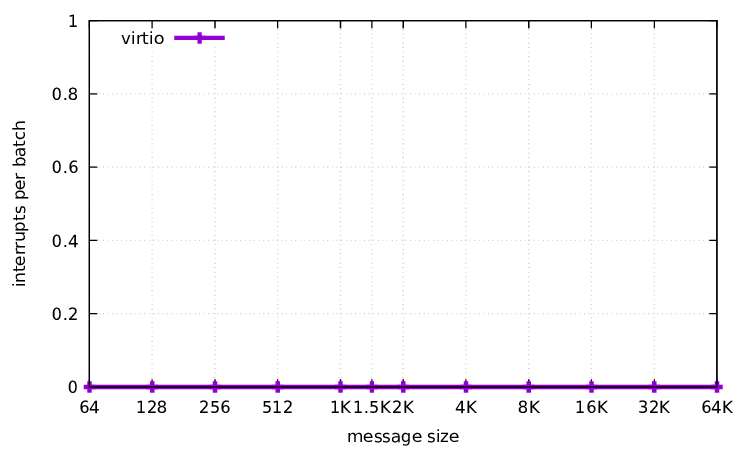 1
virtio
0.8
0.6
0.4
0.2
0
interrupts per batch
64 128 256 512 1K 1.5K 2K 4K 8K 16K 32K 64K
message size